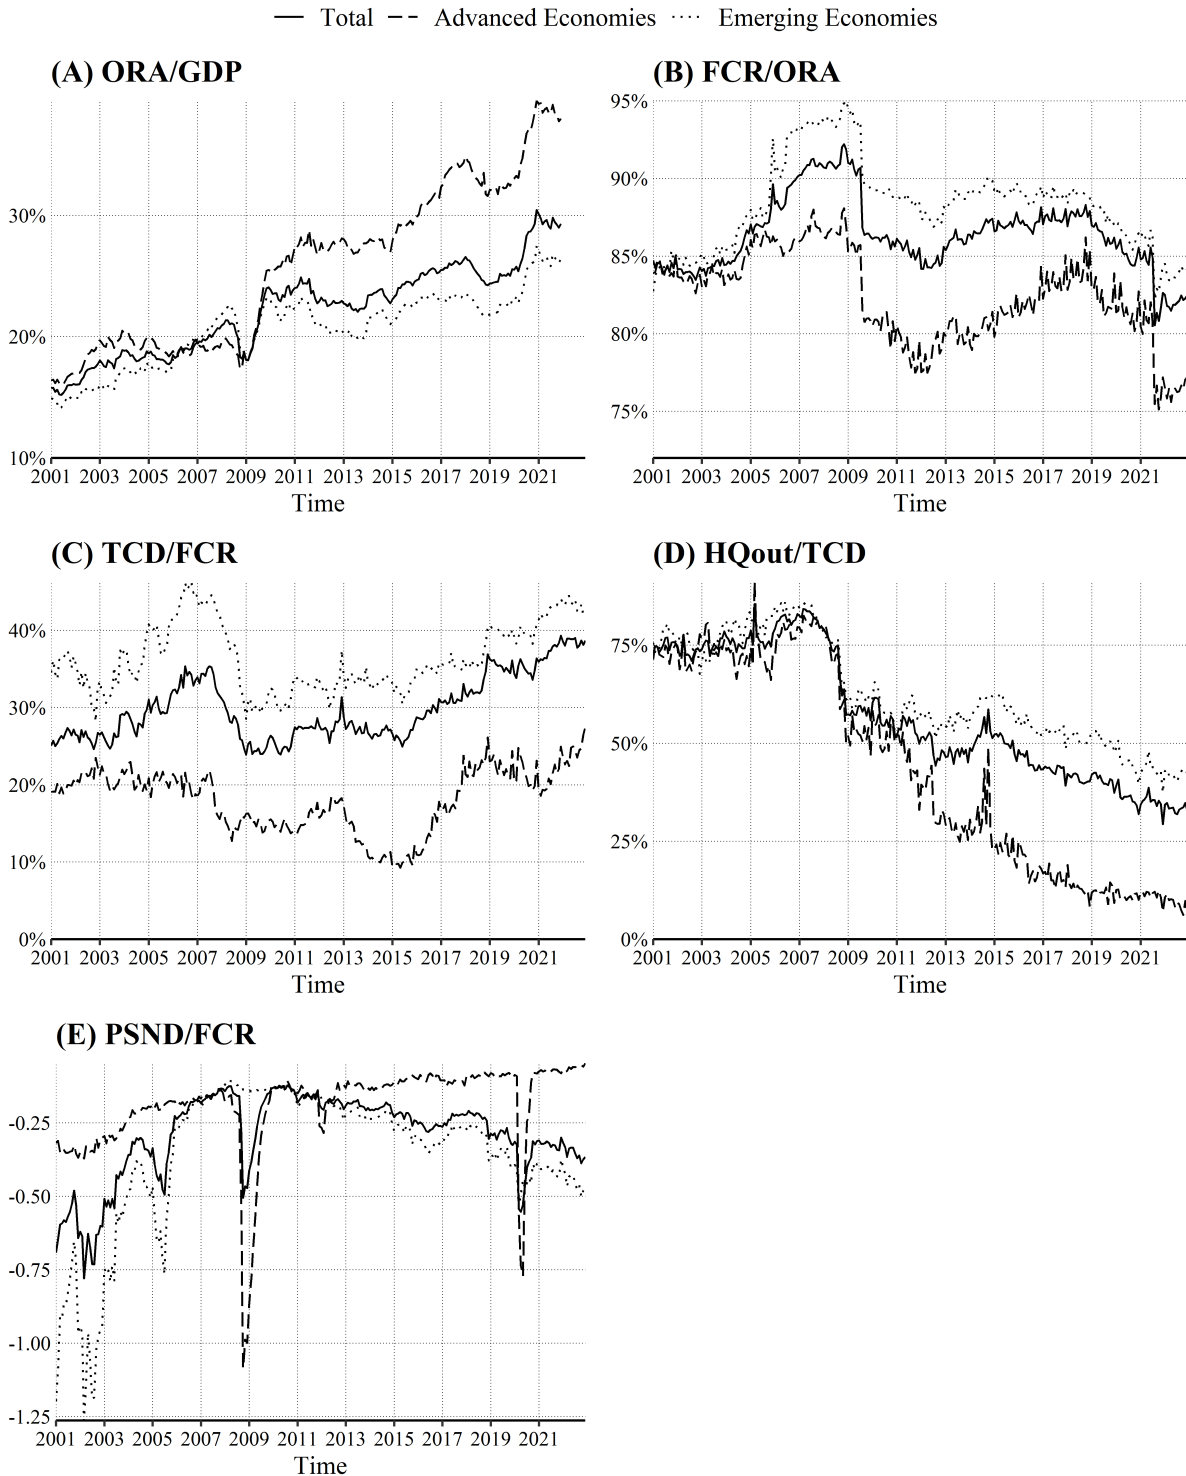 Total Advanced Economies Emerging Economies
(A) ORA/GDP
30%
20%
10%
2001 2003 2005 2007 2009 2011 2013 2015 2017 2019 2021
Time
(B) FCR/ORA
95%
90%
85%
80%
75%
2001 2003 2005 2007 2009 2011 2013 2015 2017 2019 2021
Time
(C) TCD/FCR
40%
30%
20%
10%
0%
2001 2003 2005 2007 2009 2011 2013 2015 2017 2019 2021
Time
(D) HQout/TCD
75%
50%
25%
0%
2001 2003 2005 2007 2009 2011 2013 2015 2017 2019 2021
Time
(E) PSND/FCR
-0.25
-0.50
-0.75
-1.00
-1.25
2001 2003 2005 2007 2009 2011 2013 2015 2017 2019 2021
Time